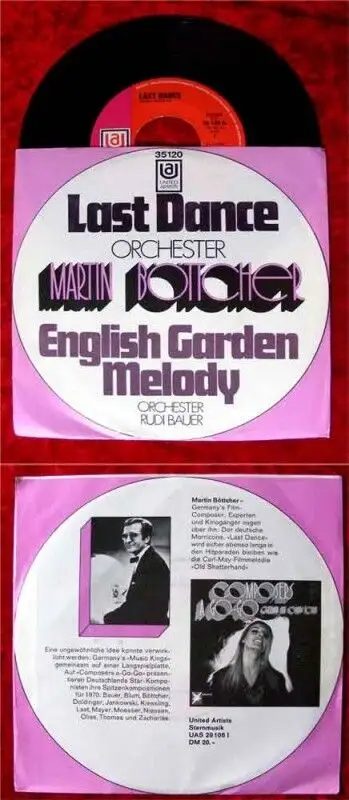 LAST DANCE
UA
35120
UA
UNITED
ARTISTS
Last Dance
ORCHESTER
MARTIN BÖTTCHER
English Garden
Melody
ORCHESTER
RUDI BAUER
Martin Böttcher –
Germany's Film-
Composer. Experten
und Kinogänger sagen
über ihn: Der deutsche
Morricone. «Last Dance»
wird sicher ebenso lange in
den Hitparaden bleiben wie
die Carl-May-Filmmelodie
«Old Shatterhand»
COMPOSERS
A GOGO
Eine ungewöhnliche Idee konnte verwirk-
licht werden: Germany's «Music Kings»
gemeinsam auf einer Langspielplatte.
Auf «Composers a-Go-Go» präsen-
tieren Deutschlands Star-Kompo-
nisten ihre Spitzenkompositionen
für 1970: Bauer, Blum, Böttcher,
Doldinger, Jankowski, Kiessling,
Last, Mayer, Moesser, Niessen,
Olias, Thomas und Zacharias.
United Artists
Sternmusik
UAS 29 106 I
DM 20.–